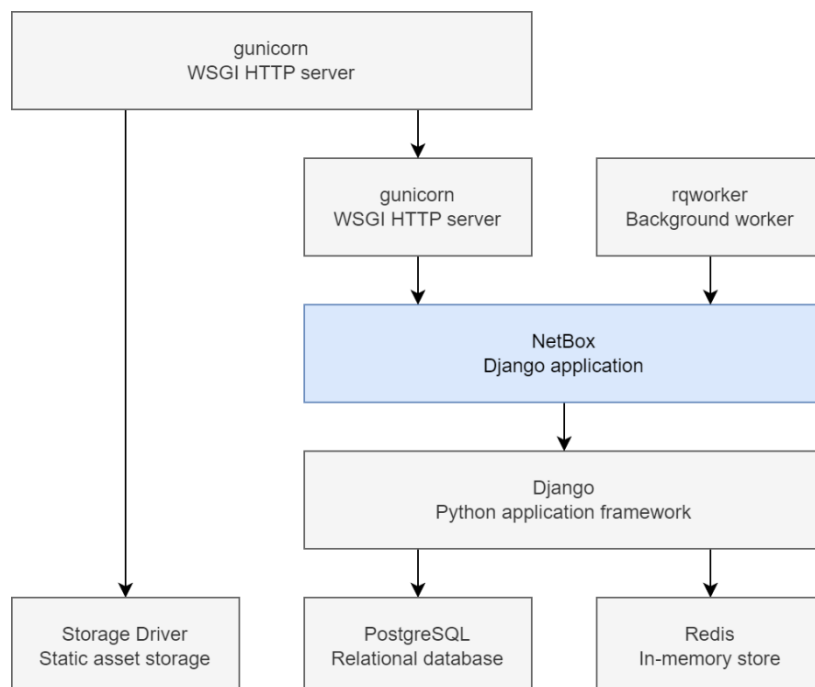 gunicorn
WSGI HTTP server
gunicorn
WSGI HTTP server
rqworker
Background worker
NetBox
Django application
Django
Python application framework
Storage Driver
Static asset storage
PostgreSQL
Relational database
Redis
In-memory store